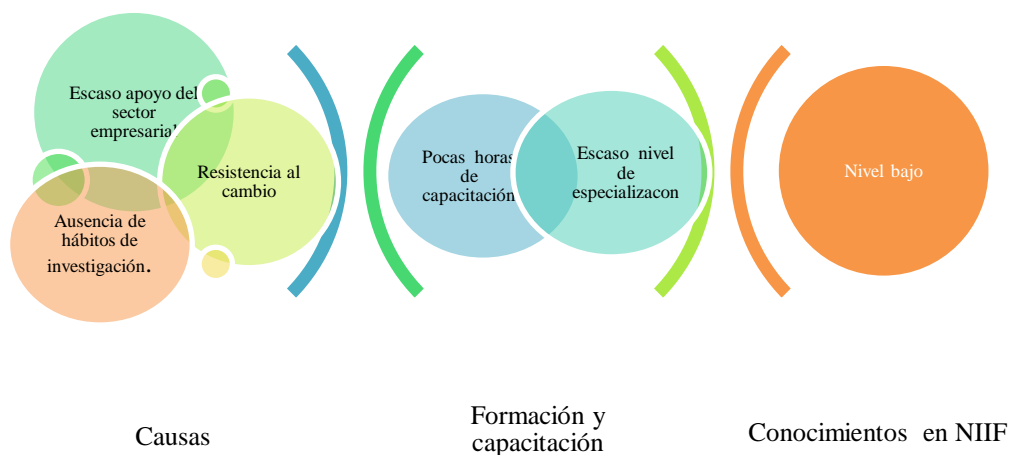 Escaso apoyo del
sector
empresarial
Resistencia al
cambio
Ausencia de
hábitos de
investigación.
Pocas horas
de
capacitación
Escaso nivel
de
especializacon
Nivel bajo
Causas
Formación y
capacitación
Conocimientos en NIIF